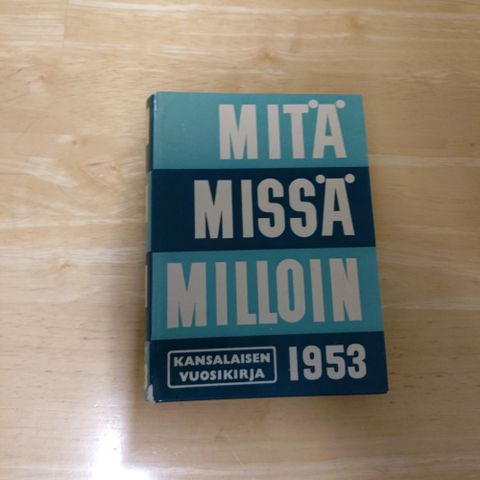 MITÄ
MISSÄ
MILLOIN
KANSALAISEN
VUOSIKIRJA
1953